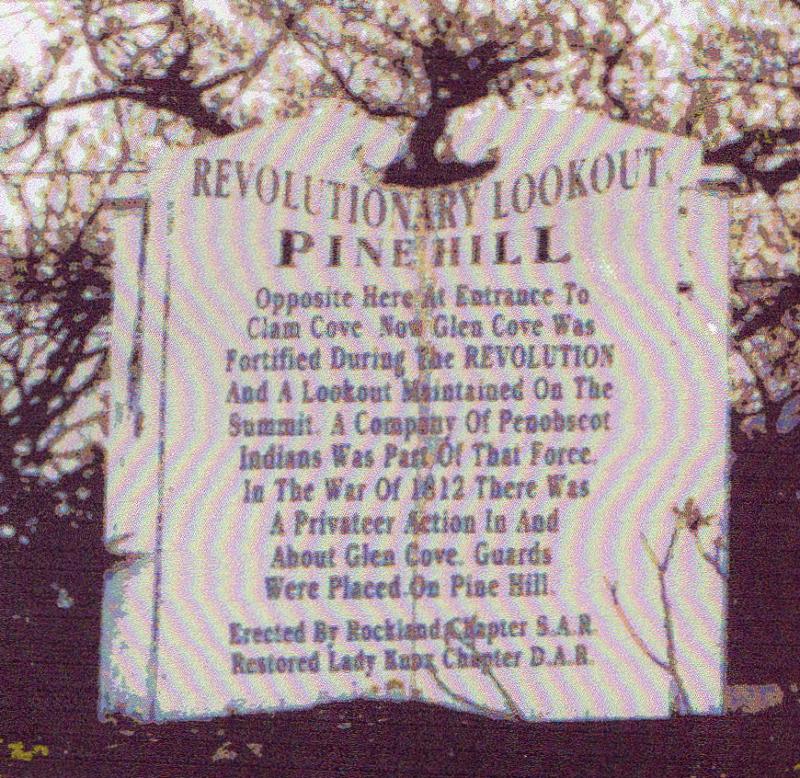 REVOLUTIONARY LOOKOUT
PINE HILL
Opposite Here At Entrance To
Clam Cove Now Glen Cove Was
Fortified During The REVOLUTION
And A Lookout Maintained On The
Summit. A Company Of Penobscot
Indians Was Part Of That Force.
In The War Of 1812 There Was
A Privateer Action In And
About Glen Cove. Guards
Were Placed On Pine Hill.
Erected By Rockland Chapter S.A.R.
Restored Lady Knox Chapter D.A.R.